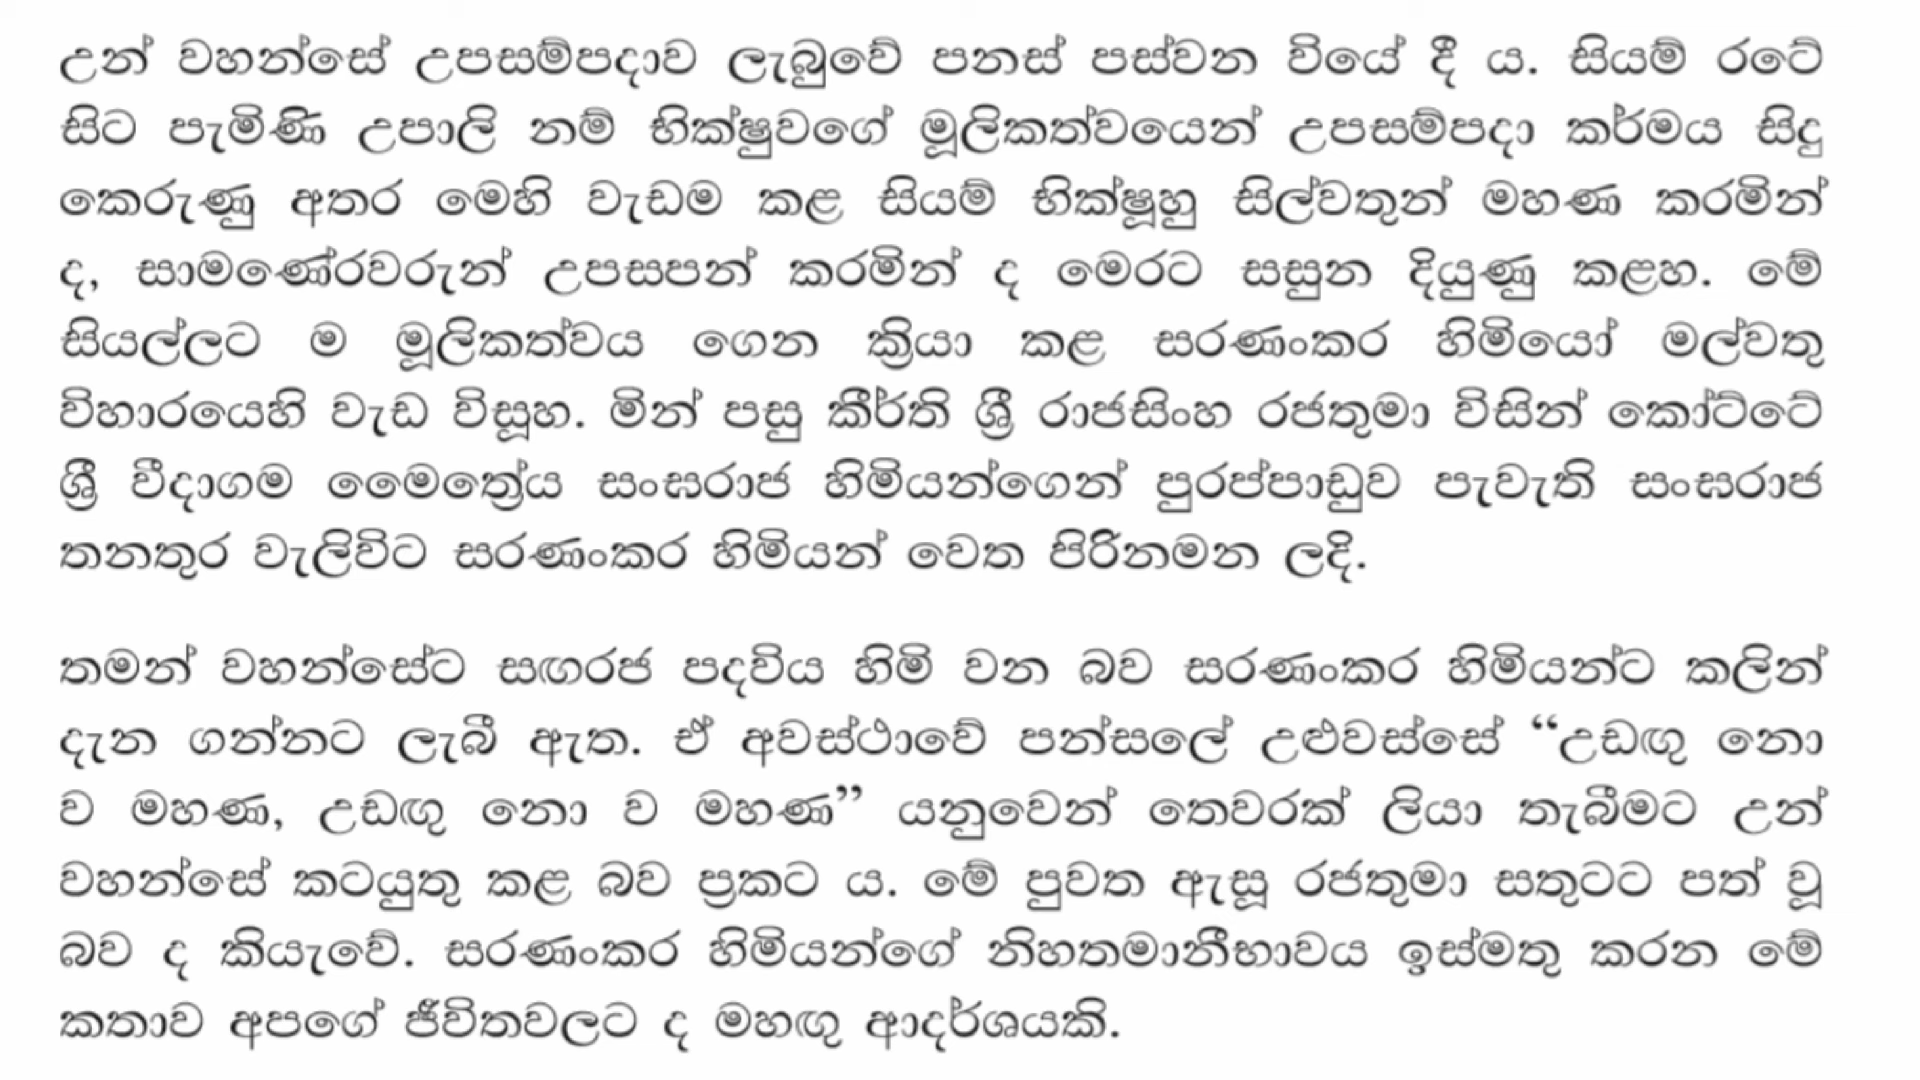 උන් වහන්සේ උපසම්පදාව ලැබුවේ පනස් පස්වන වියේ දී ය. සියම් රටේ
සිට පැමිණි උපාලි නම් භික්ෂුවගේ මූලිකත්වයෙන් උපසම්පදා කර්මය සිදු
කෙරුණු අතර මෙහි වැඩම කළ සියම් භික්ෂූහු සිල්වතුන් මහණ කරමින්
ද, සාමණේරවරුන් උපසපන් කරමින් ද මෙරට සසුන දියුණු කළහ. මේ
සියල්ලට ම මූලිකත්වය ගෙන ක්‍රියා කළ සරණංකර හිමියෝ මල්වතු
විහාරයෙහි වැඩ විසූහ. මින් පසු කීර්ති ශ්‍රී රාජසිංහ රජතුමා විසින් කෝට්ටේ
ශ්‍රී වීදාගම මෛත්‍රේය සංඝරාජ හිමියන්ගෙන් පුරප්පාඩුව පැවැති සංඝරාජ
තනතුර වැලිවිට සරණංකර හිමියන් වෙත පිරිනමන ලදි.
තමන් වහන්සේට සඟරජ පදවිය හිමි වන බව සරණංකර හිමියන්ට කලින්
දැන ගන්නට ලැබී ඇත. ඒ අවස්ථාවේ පන්සලේ උළුවස්සේ “උඩඟු නො
ව මහණ, උඩඟු නො ව මහණ” යනුවෙන් තෙවරක් ලියා තැබීමට උන්
වහන්සේ කටයුතු කළ බව ප්‍රකට ය. මේ පුවත ඇසූ රජතුමා සතුටට පත් වූ
බව ද කියැවේ. සරණංකර හිමියන්ගේ නිහතමානීභාවය ඉස්මතු කරන මේ
කතාව අපගේ ජීවිතවලට ද මහඟු ආදර්ශයකි.